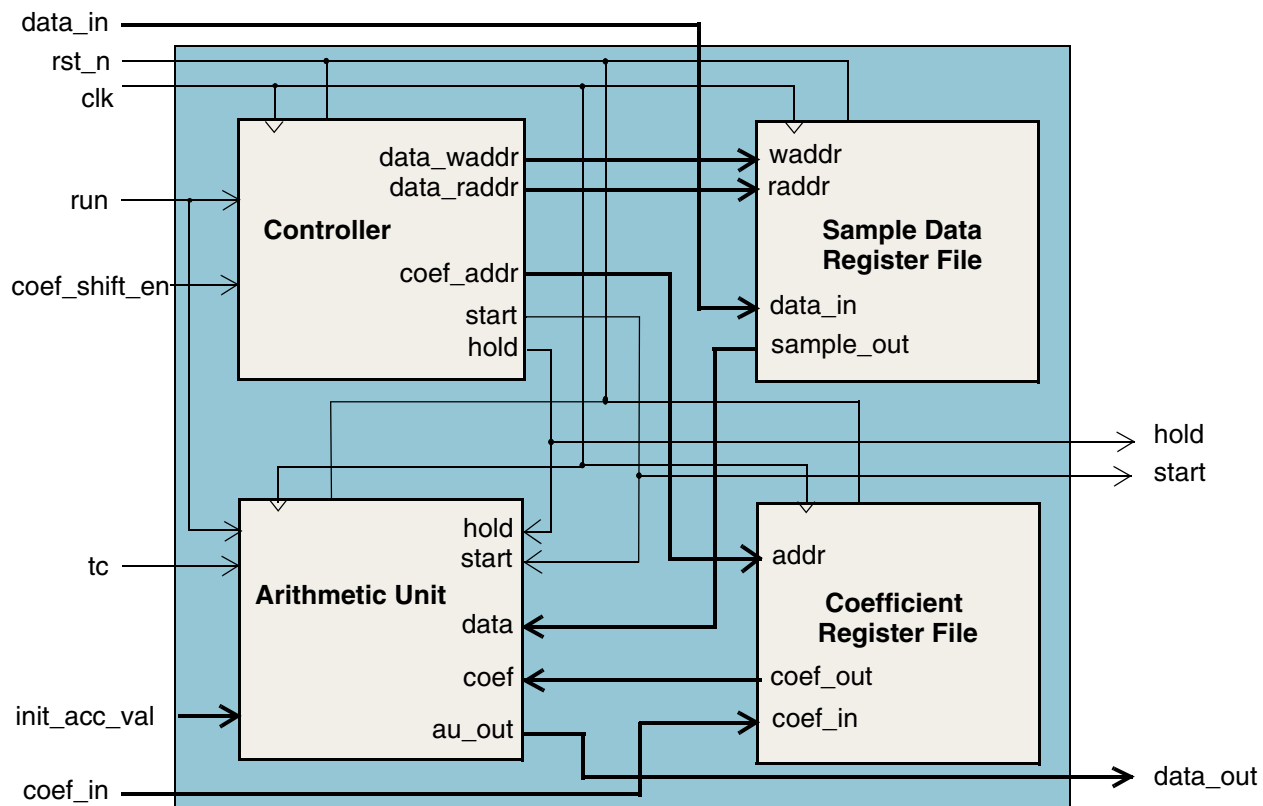 data_in
rst_n
clk
run
coef_shift_en
tc
init_acc_val
coef_in
data_waddr
data_raddr
Controller
coef_addr
start
hold
waddr
raddr
Sample Data
Register File
data_in
sample_out
hold
start
Arithmetic Unit
data
coef
au_out
addr
Coefficient
Register File
coef_out
coef_in
hold
start
data_out